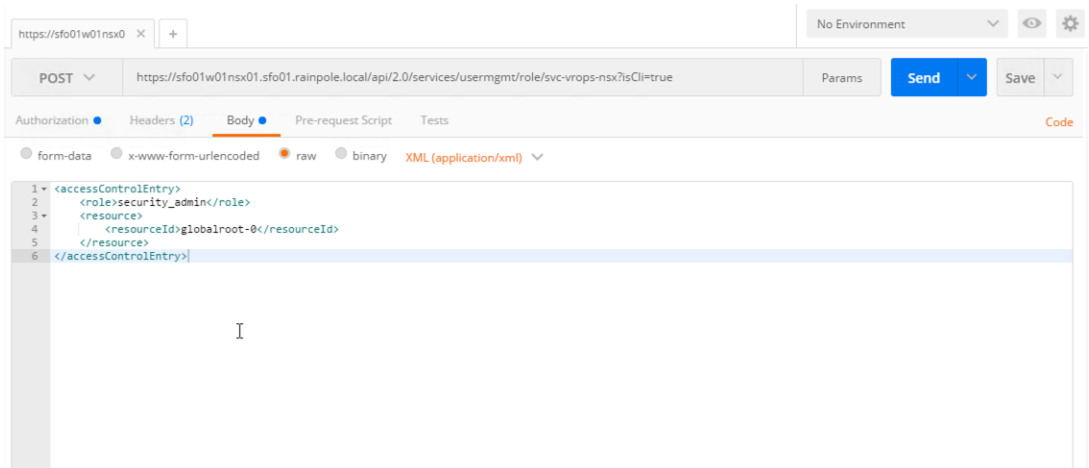 https://sfo01w01nsx0 × +
No Environment
POST https://sfo01w01nsx01.sfo01.rainpole.local/api/2.0/services/usermgmt/role/svc-vrops-nsx?isCli=true Params Send Save
Authorization Headers (2) Body Pre-request Script Tests Code
form-data x-www-form-urlencoded raw binary XML (application/xml)
1 <accessControlEntry>
2 <role>security_admin</role>
3 <resource>
4 <resourceId>globalroot-0</resourceId>
5 </resource>
6 </accessControlEntry>